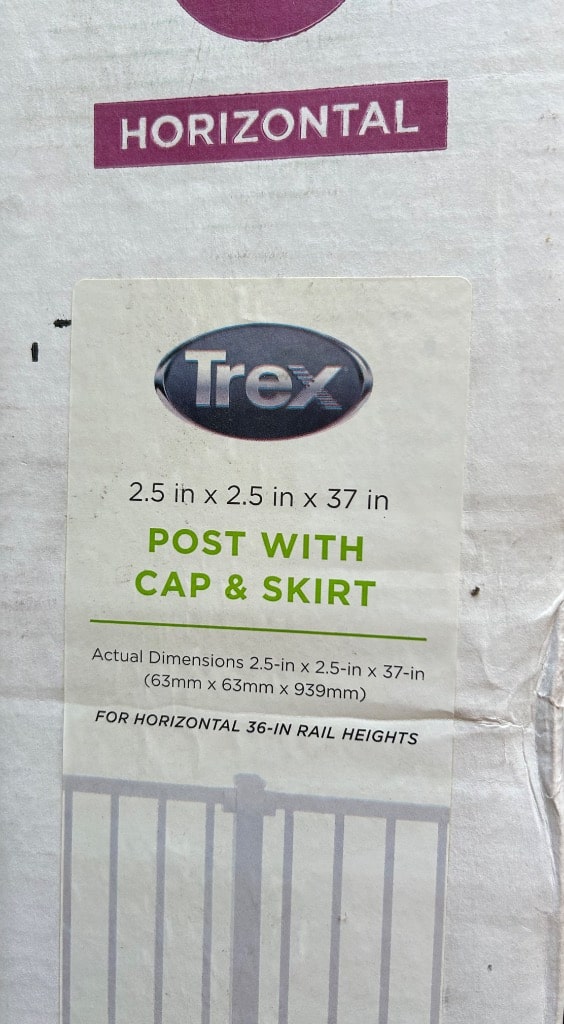 HORIZONTAL
Trex
2.5 in x 2.5 in x 37 in
POST WITH
CAP & SKIRT
Actual Dimensions 2.5-in x 2.5-in x 37-in
(63mm x 63mm x 939mm)
FOR HORIZONTAL 36-IN RAIL HEIGHTS